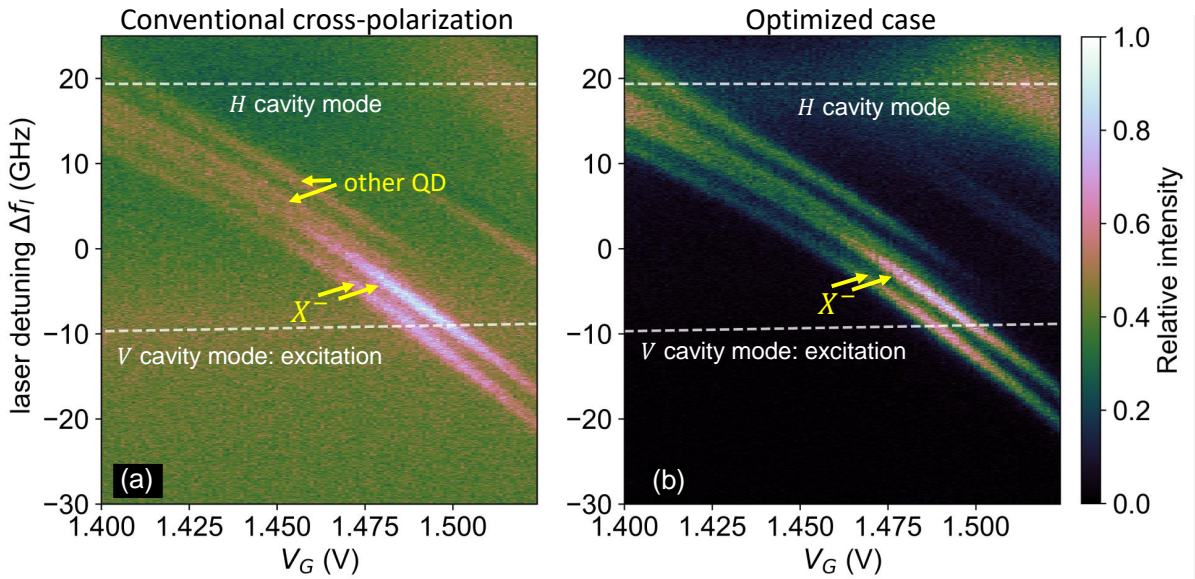 Conventional cross-polarization
Optimized case
20
10
0
−10
−20
−30
laser detuning Δf_l (GHz)
H cavity mode
other QD
X⁻
V cavity mode: excitation
(a)
1.400
1.425
1.450
1.475
1.500
V_G (V)
20
10
0
−10
−20
−30
H cavity mode
X⁻
V cavity mode: excitation
(b)
1.400
1.425
1.450
1.475
1.500
V_G (V)
1.0
0.8
0.6
0.4
0.2
0.0
Relative intensity